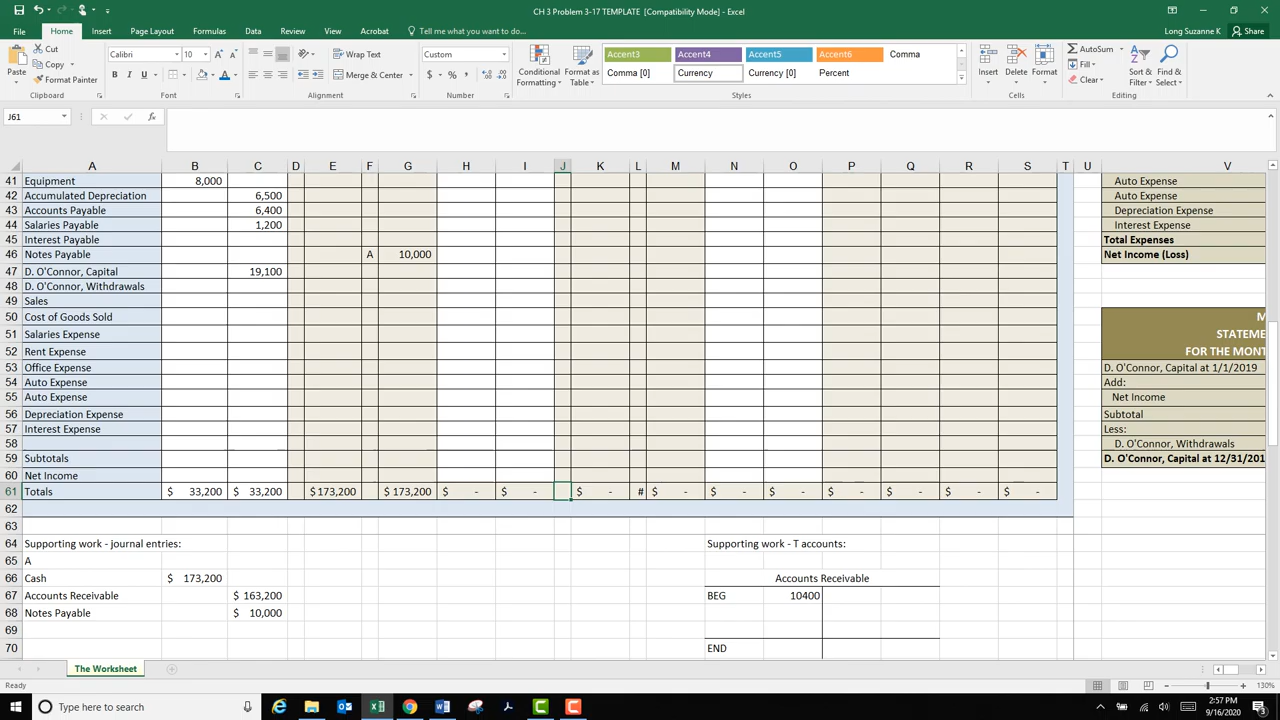 CH 3 Problem 3-17 TEMPLATE [Compatibility Mode] - Excel
File Home Insert Page Layout Formulas Data Review View Acrobat Tell me what you want to do... Long Suzanne K Share
Cut
Copy
Format Painter
Paste
Clipboard
Calibri 10
B I U
Font
Wrap Text
Merge & Center
Alignment
Custom
$ % ,
Number
Conditional Formatting
Format as Table
Accent3 Accent4 Accent5 Accent6 Comma
Comma [0] Currency Currency [0] Percent
Styles
Insert Delete Format
Cells
AutoSum
Fill
Clear
Sort & Filter
Find & Select
Editing
J61 fx
A B C D E F G H I J K L M N O P Q R S T U V
41 Equipment 8,000 Auto Expense
42 Accumulated Depreciation 6,500 Auto Expense
43 Accounts Payable 6,400 Depreciation Expense
44 Salaries Payable 1,200 Interest Expense
45 Interest Payable Total Expenses
46 Notes Payable A 10,000 Net Income (Loss)
47 D. O'Connor, Capital 19,100
48 D. O'Connor, Withdrawals
49 Sales
50 Cost of Goods Sold M
51 Salaries Expense STATEME
52 Rent Expense FOR THE MONT
53 Office Expense D. O'Connor, Capital at 1/1/2019
54 Auto Expense Add:
55 Auto Expense Net Income
56 Depreciation Expense Subtotal
57 Interest Expense Less:
58 D. O'Connor, Withdrawals
59 Subtotals D. O'Connor, Capital at 12/31/201
60 Net Income
61 Totals $ 33,200 $ 33,200 $ 173,200 $ 173,200 $ - $ - $ - # $ - $ - $ - $ - $ - $ - $ -
62
63
64 Supporting work - journal entries: Supporting work - T accounts:
65 A
66 Cash $ 173,200 Accounts Receivable
67 Accounts Receivable $ 163,200 BEG 10400
68 Notes Payable $ 10,000
69
70 END
The Worksheet
Ready 130%
Type here to search
2:57 PM
9/16/2020